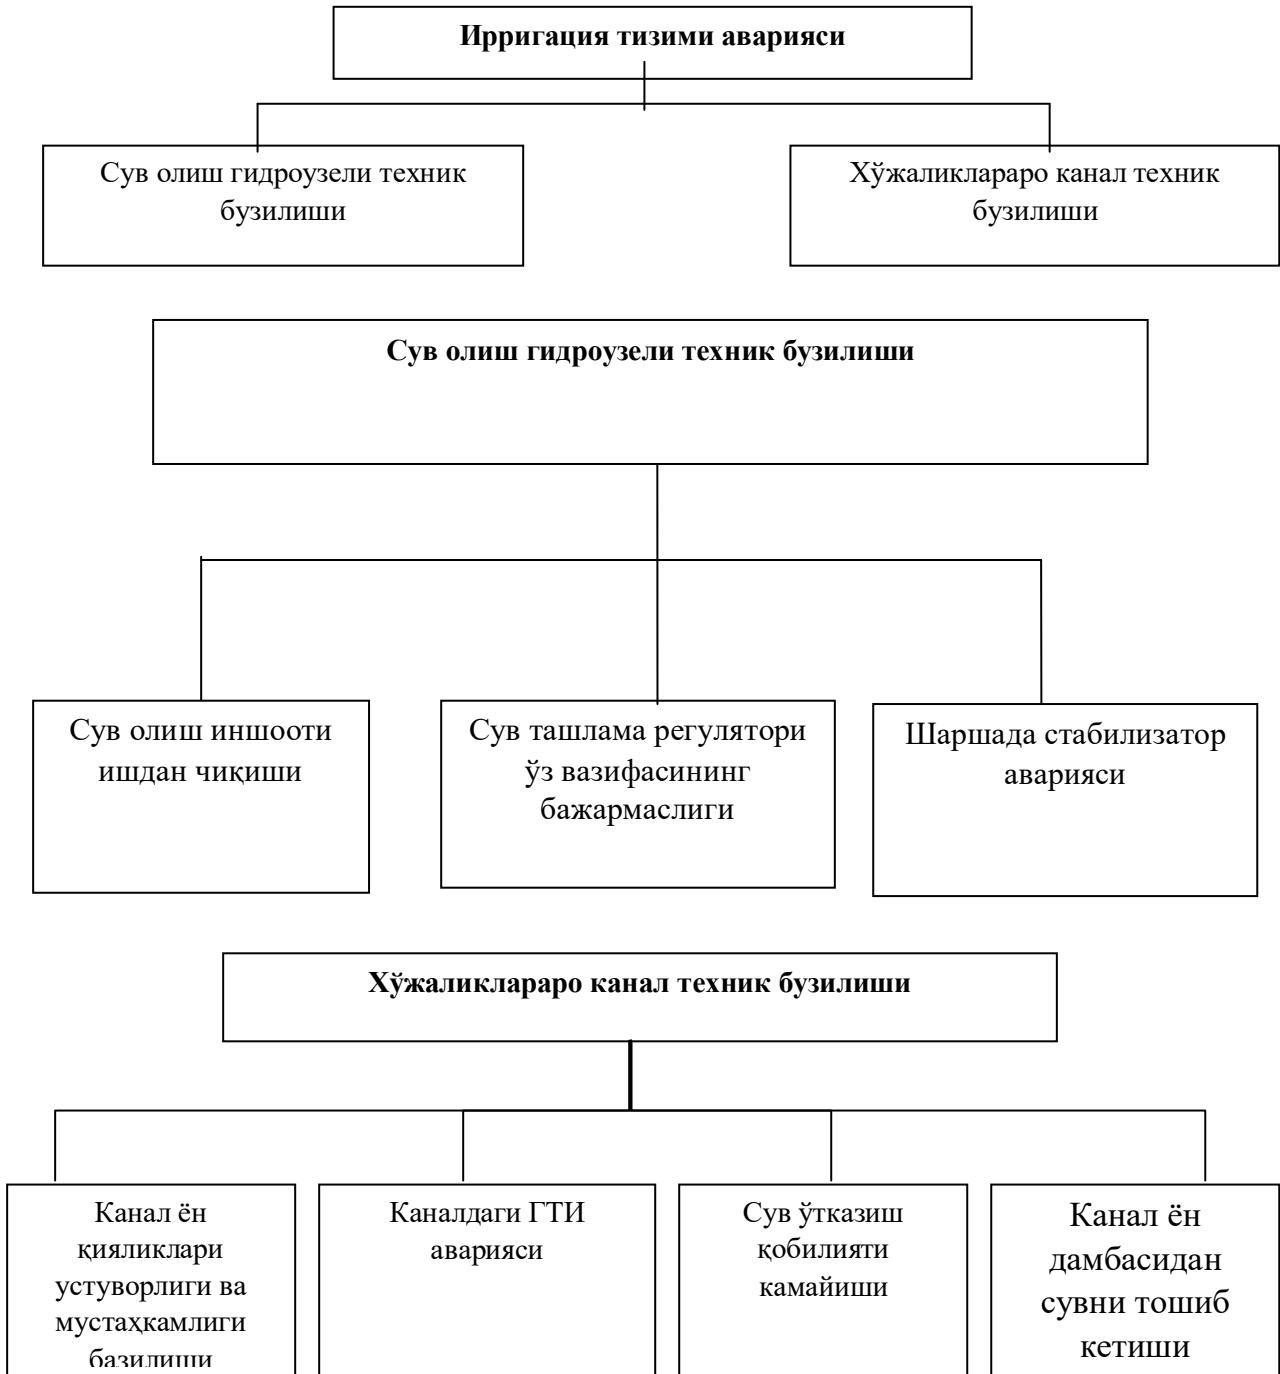 Ирригация тизими аварияси
Сув олиш гидроузели техник
бузилиши
Хўжаликлараро канал техник
бузилиши
Сув олиш гидроузели техник бузилиши
Сув олиш иншооти
ишдан чиқиши
Сув ташлама регулятори
ўз вазифасининг
бажармаслиги
Шаршада стабилизатор
аварияси
Хўжаликлараро канал техник бузилиши
Канал ён
қияликлари
устуворлиги ва
мустаҳкамлиги
базилиши
Каналдаги ГТИ
аварияси
Сув ўтказиш
қобилияти
камайиши
Канал ён
дамбасидан
сувни тошиб
кетиши